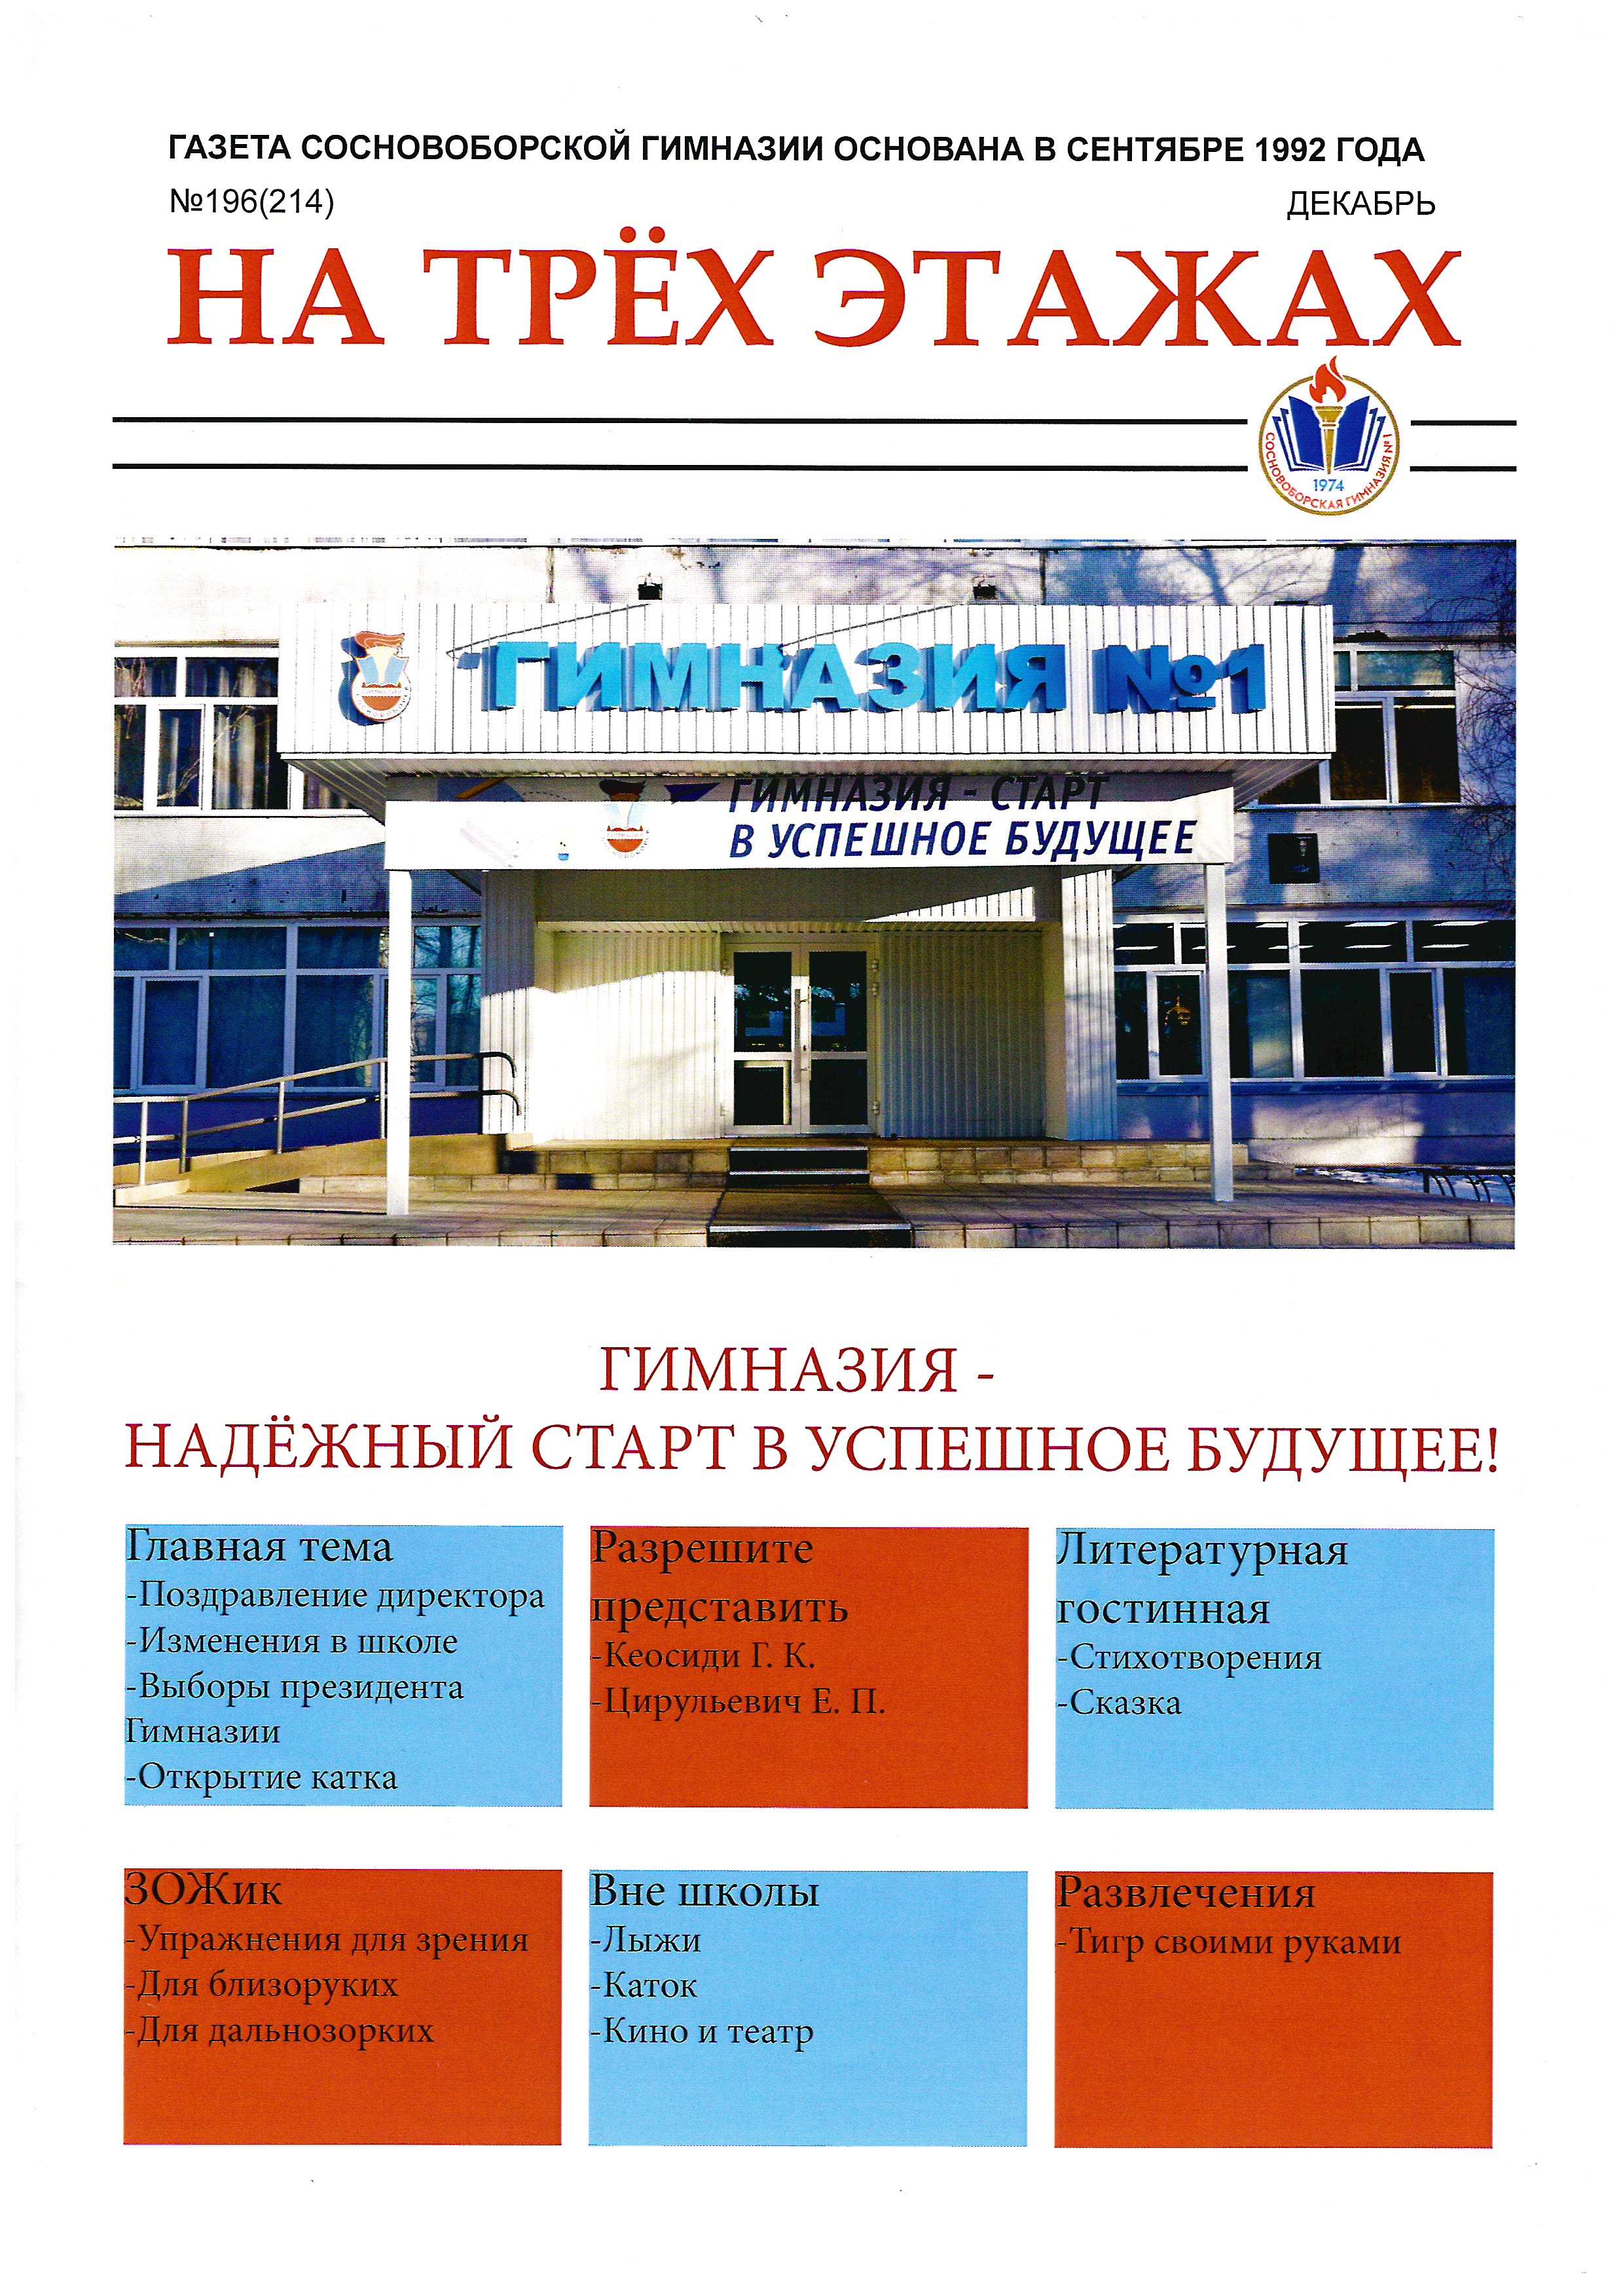 ГАЗЕТА СОСНОВОБОРСКОЙ ГИМНАЗИИ ОСНОВАНА В СЕНТЯБРЕ 1992 ГОДА
№196(214) ДЕКАБРЬ
НА ТРЁХ ЭТАЖАХ
1974
СОСНОВОБОРСКАЯ ГИМНАЗИЯ №1
ГИМНАЗИЯ №1
ГИМНАЗИЯ - СТАРТ
В УСПЕШНОЕ БУДУЩЕЕ
ГИМНАЗИЯ -
НАДЁЖНЫЙ СТАРТ В УСПЕШНОЕ БУДУЩЕЕ!
Главная тема
-Поздравление директора
-Изменения в школе
-Выборы президента
Гимназии
-Открытие катка
Разрешите
представить
-Кеосиди Г. К.
-Цирульевич Е. П.
Литературная
гостинная
-Стихотворения
-Сказка
ЗОЖик
-Упражнения для зрения
-Для близоруких
-Для дальнозорких
Вне школы
-Лыжи
-Каток
-Кино и театр
Развлечения
-Тигр своими руками